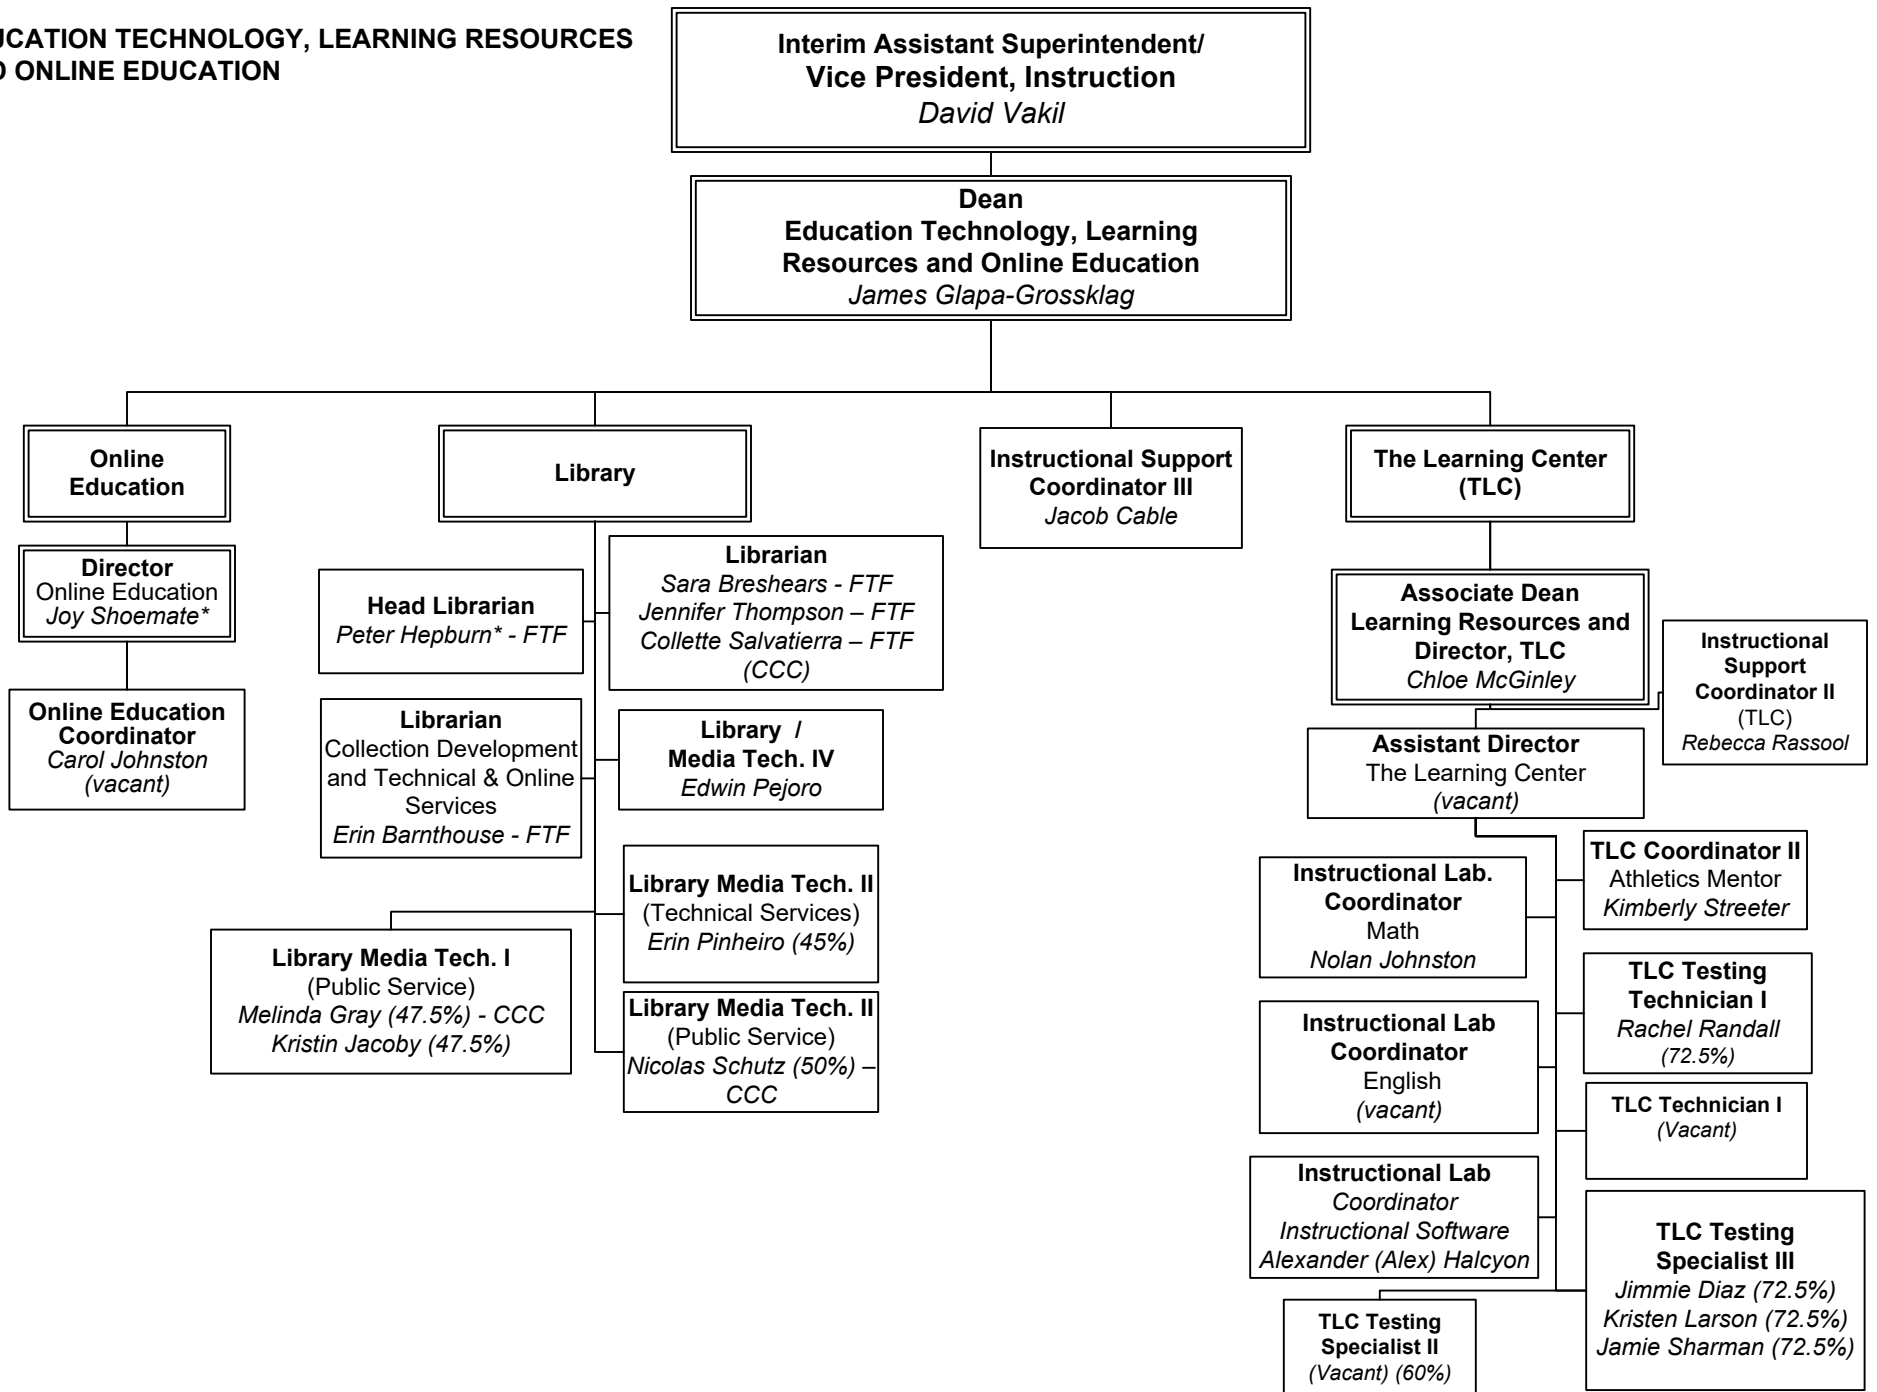 UCATION TECHNOLOGY, LEARNING RESOURCES
ONLINE EDUCATION
Interim Assistant Superintendent/
Vice President, Instruction
David Vakil
Dean
Education Technology, Learning
Resources and Online Education
James Glapa-Grossklag
Online
Education
Director
Online Education
Joy Shoemate*
Online Education
Coordinator
Carol Johnston
(vacant)
Library
Head Librarian
Peter Hepburn* - FTF
Librarian
Sara Breshears - FTF
Jennifer Thompson – FTF
Collette Salvatierra – FTF
(CCC)
Librarian
Collection Development
and Technical & Online
Services
Erin Barnthouse - FTF
Library /
Media Tech. IV
Edwin Pejoro
Library Media Tech. II
(Technical Services)
Erin Pinheiro (45%)
Library Media Tech. I
(Public Service)
Melinda Gray (47.5%) - CCC
Kristin Jacoby (47.5%)
Library Media Tech. II
(Public Service)
Nicolas Schutz (50%) –
CCC
Instructional Support
Coordinator III
Jacob Cable
The Learning Center
(TLC)
Associate Dean
Learning Resources and
Director, TLC
Chloe McGinley
Instructional
Support
Coordinator II
(TLC)
Rebecca Rassool
Assistant Director
The Learning Center
(vacant)
Instructional Lab.
Coordinator
Math
Nolan Johnston
TLC Coordinator II
Athletics Mentor
Kimberly Streeter
Instructional Lab
Coordinator
English
(vacant)
TLC Testing
Technician I
Rachel Randall
(72.5%)
TLC Technician I
(Vacant)
Instructional Lab
Coordinator
Instructional Software
Alexander (Alex) Halcyon
TLC Testing
Specialist III
Jimmie Diaz (72.5%)
Kristen Larson (72.5%)
Jamie Sharman (72.5%)
TLC Testing
Specialist II
(Vacant) (60%)